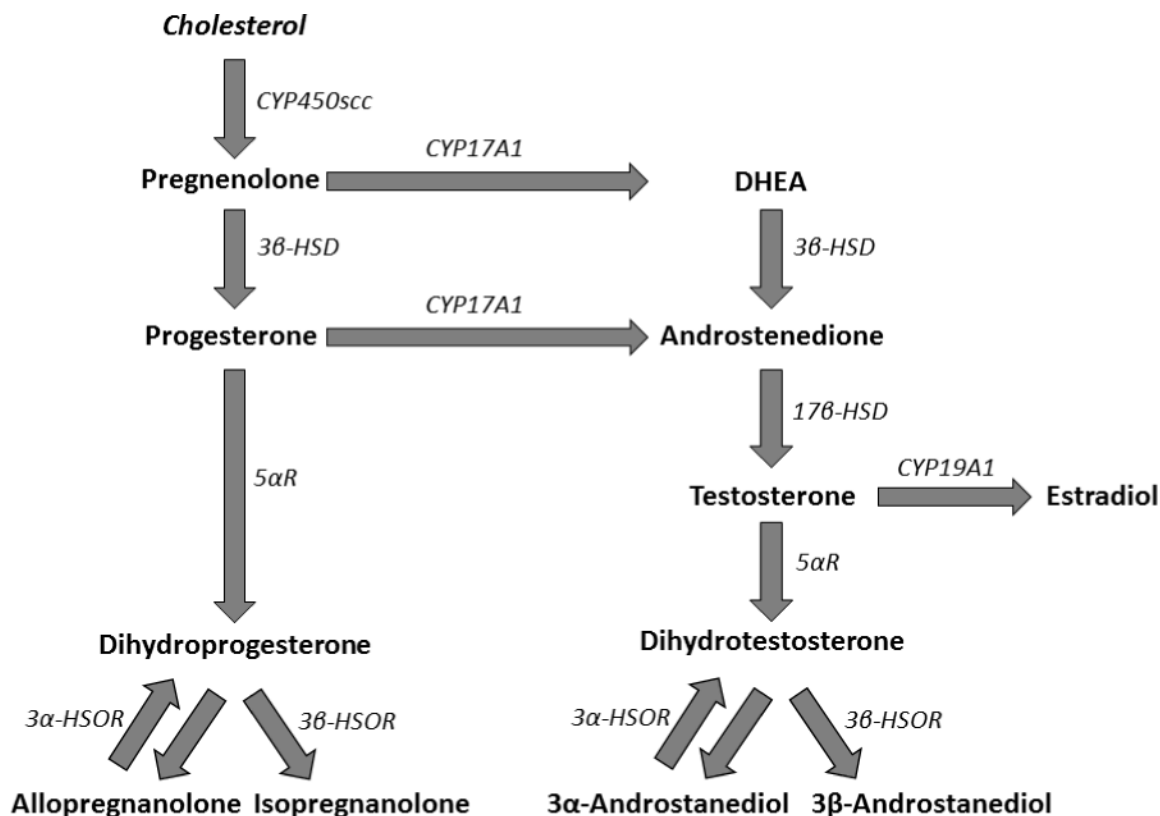 Cholesterol
CYP450scc
CYP17A1
Pregnenolone
DHEA
3β-HSD
3β-HSD
CYP17A1
Progesterone
Androstenedione
17β-HSD
CYP19A1
5αR
Testosterone
Estradiol
5αR
Dihydroprogesterone
Dihydrotestosterone
3α-HSOR
3β-HSOR
3α-HSOR
3β-HSOR
Allopregnanolone
Isopregnanolone
3α-Androstanediol
3β-Androstanediol